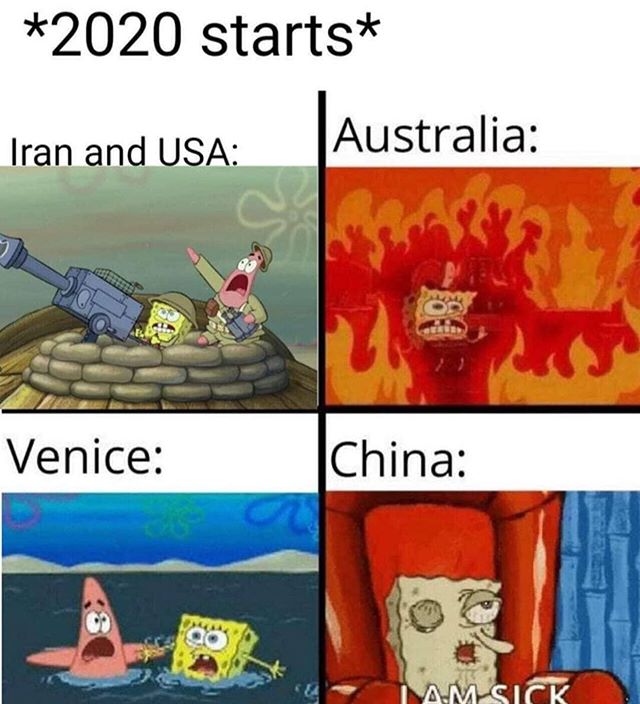 *2020 starts*
Iran and USA:
Australia:
Venice:
China:
I AM SICK